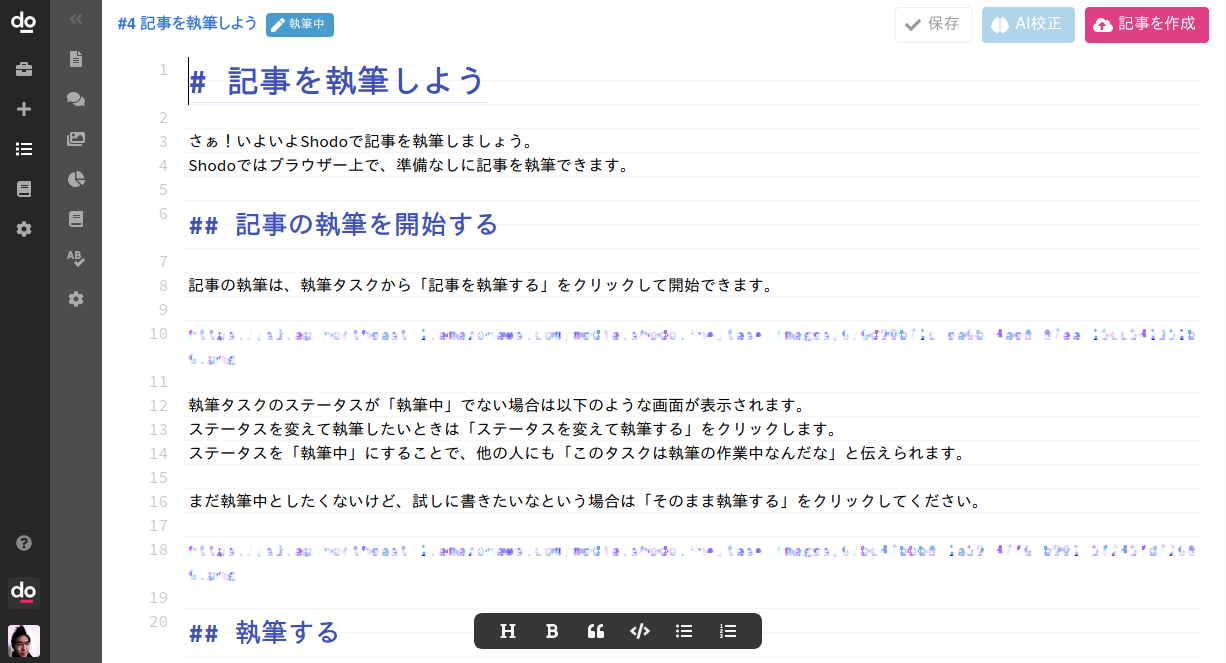 do
#4 記事を執筆しよう 執筆中 保存 AI校正 記事を作成
1 # 記事を執筆しよう
2
3 さぁ！いよいよShodoで記事を執筆しましょう。
4 Shodoではブラウザー上で、準備なしに記事を執筆できます。
5
6 ## 記事の執筆を開始する
7
8 記事の執筆は、執筆タスクから「記事を執筆する」をクリックして開始できます。
9
10
11
12 執筆タスクのステータスが「執筆中」でない場合は以下のような画面が表示されます。
13 ステータスを変えて執筆したいときは「ステータスを変えて執筆する」をクリックします。
14 ステータスを「執筆中」にすることで、他の人にも「このタスクは執筆の作業中なんだな」と伝えられます。
15
16 まだ執筆中としたくないけど、試しに書きたいなという場合は「そのまま執筆する」をクリックしてください。
17
18
19
20 ## 執筆する
AB
do
H B